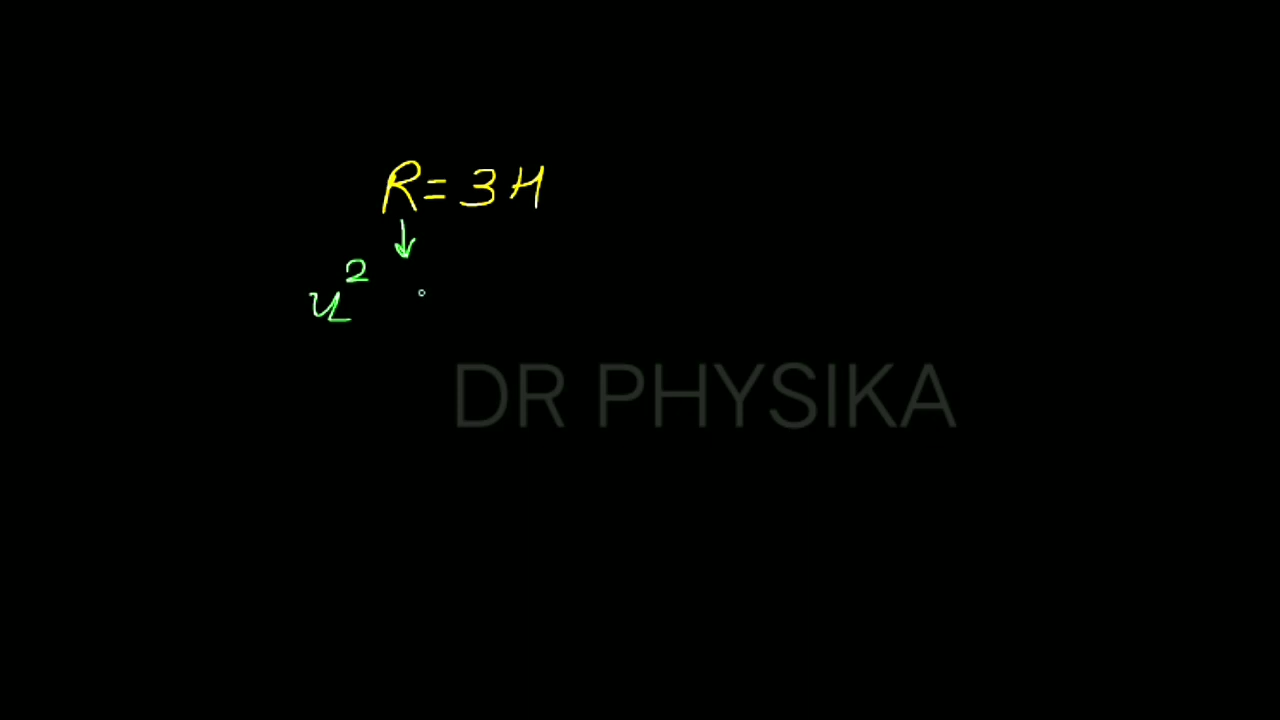 R = 3H
↓
u²
DR PHYSIKA